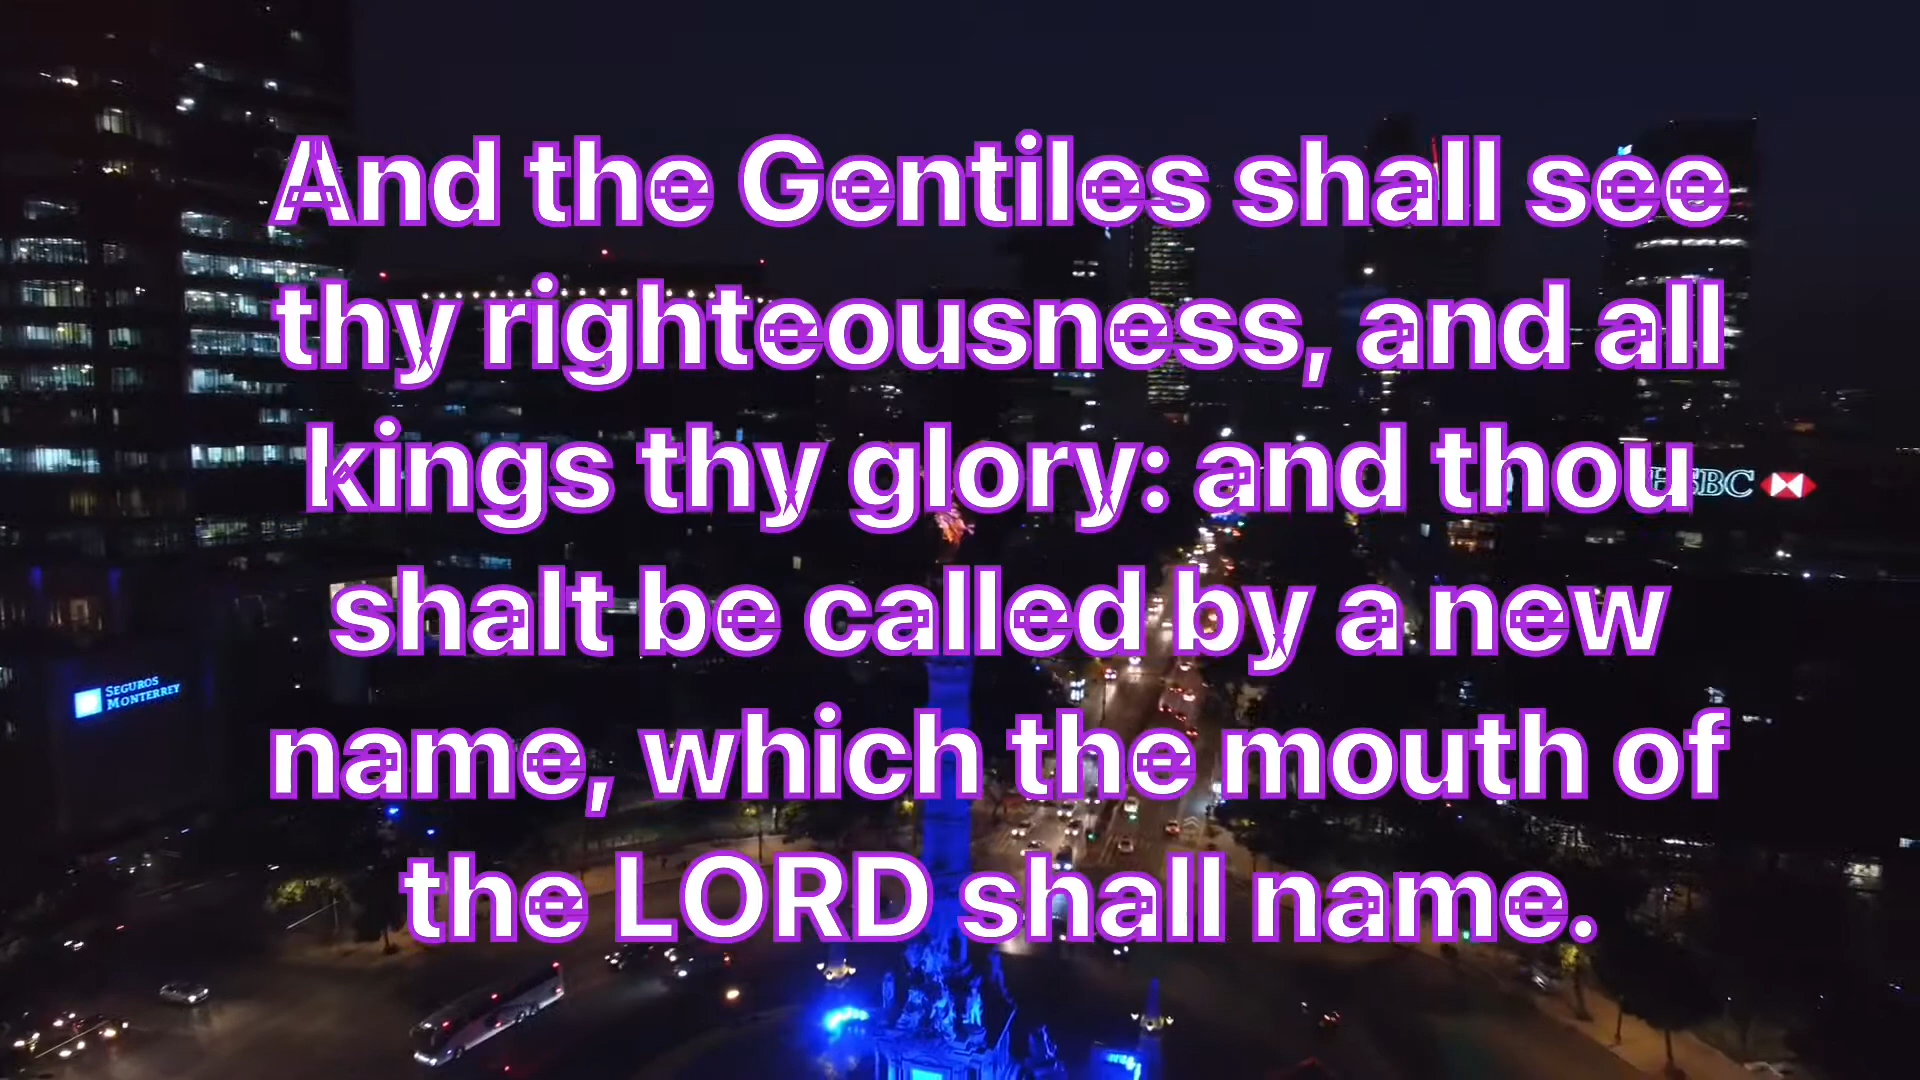 And the Gentiles shall see
thy righteousness, and all
kings thy glory: and thou
shalt be called by a new
name, which the mouth of
the LORD shall name.
HSBC
SEGUROS
MONTERREY